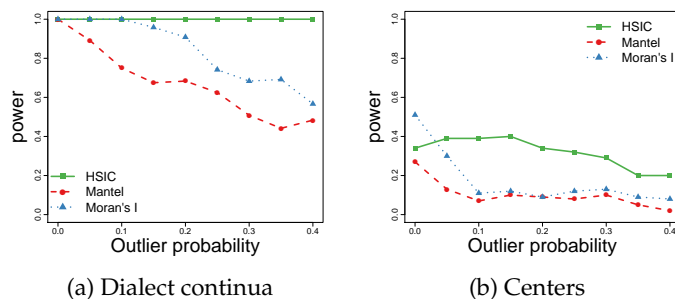 1.0
0.8
0.6
0.4
0.2
0.0
power
HSIC
Mantel
Moran's I
0.0 0.1 0.2 0.3 0.4
Outlier probability
(a) Dialect continua
1.0
0.8
0.6
0.4
0.2
0.0
power
HSIC
Mantel
Moran's I
0.0 0.1 0.2 0.3 0.4
Outlier probability
(b) Centers